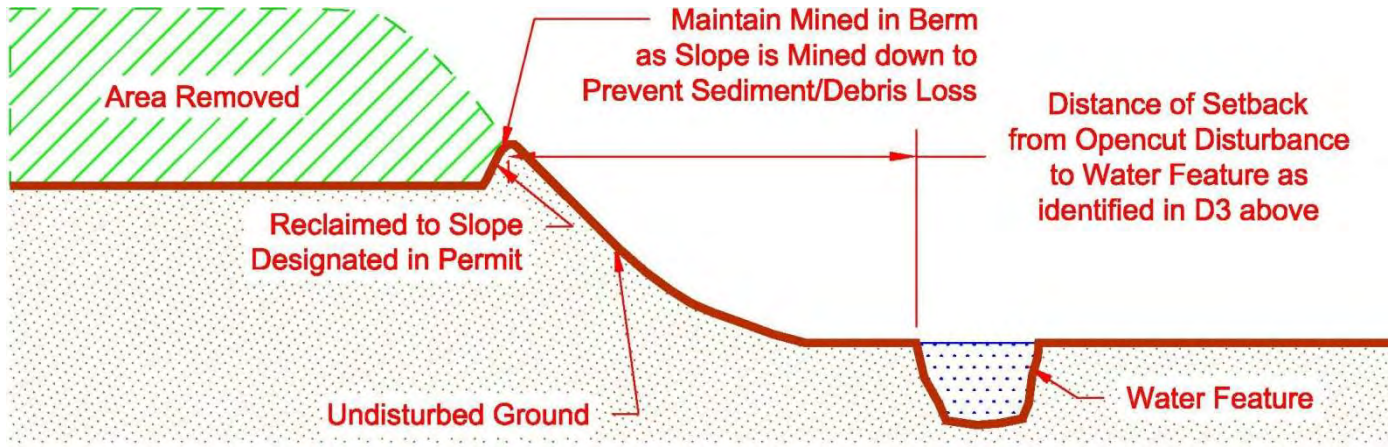 Maintain Mined in Berm
as Slope is Mined down to
Prevent Sediment/Debris Loss
Area Removed
Distance of Setback
from Opencut Disturbance
to Water Feature as
identified in D3 above
Reclaimed to Slope
Designated in Permit
Undisturbed Ground
Water Feature